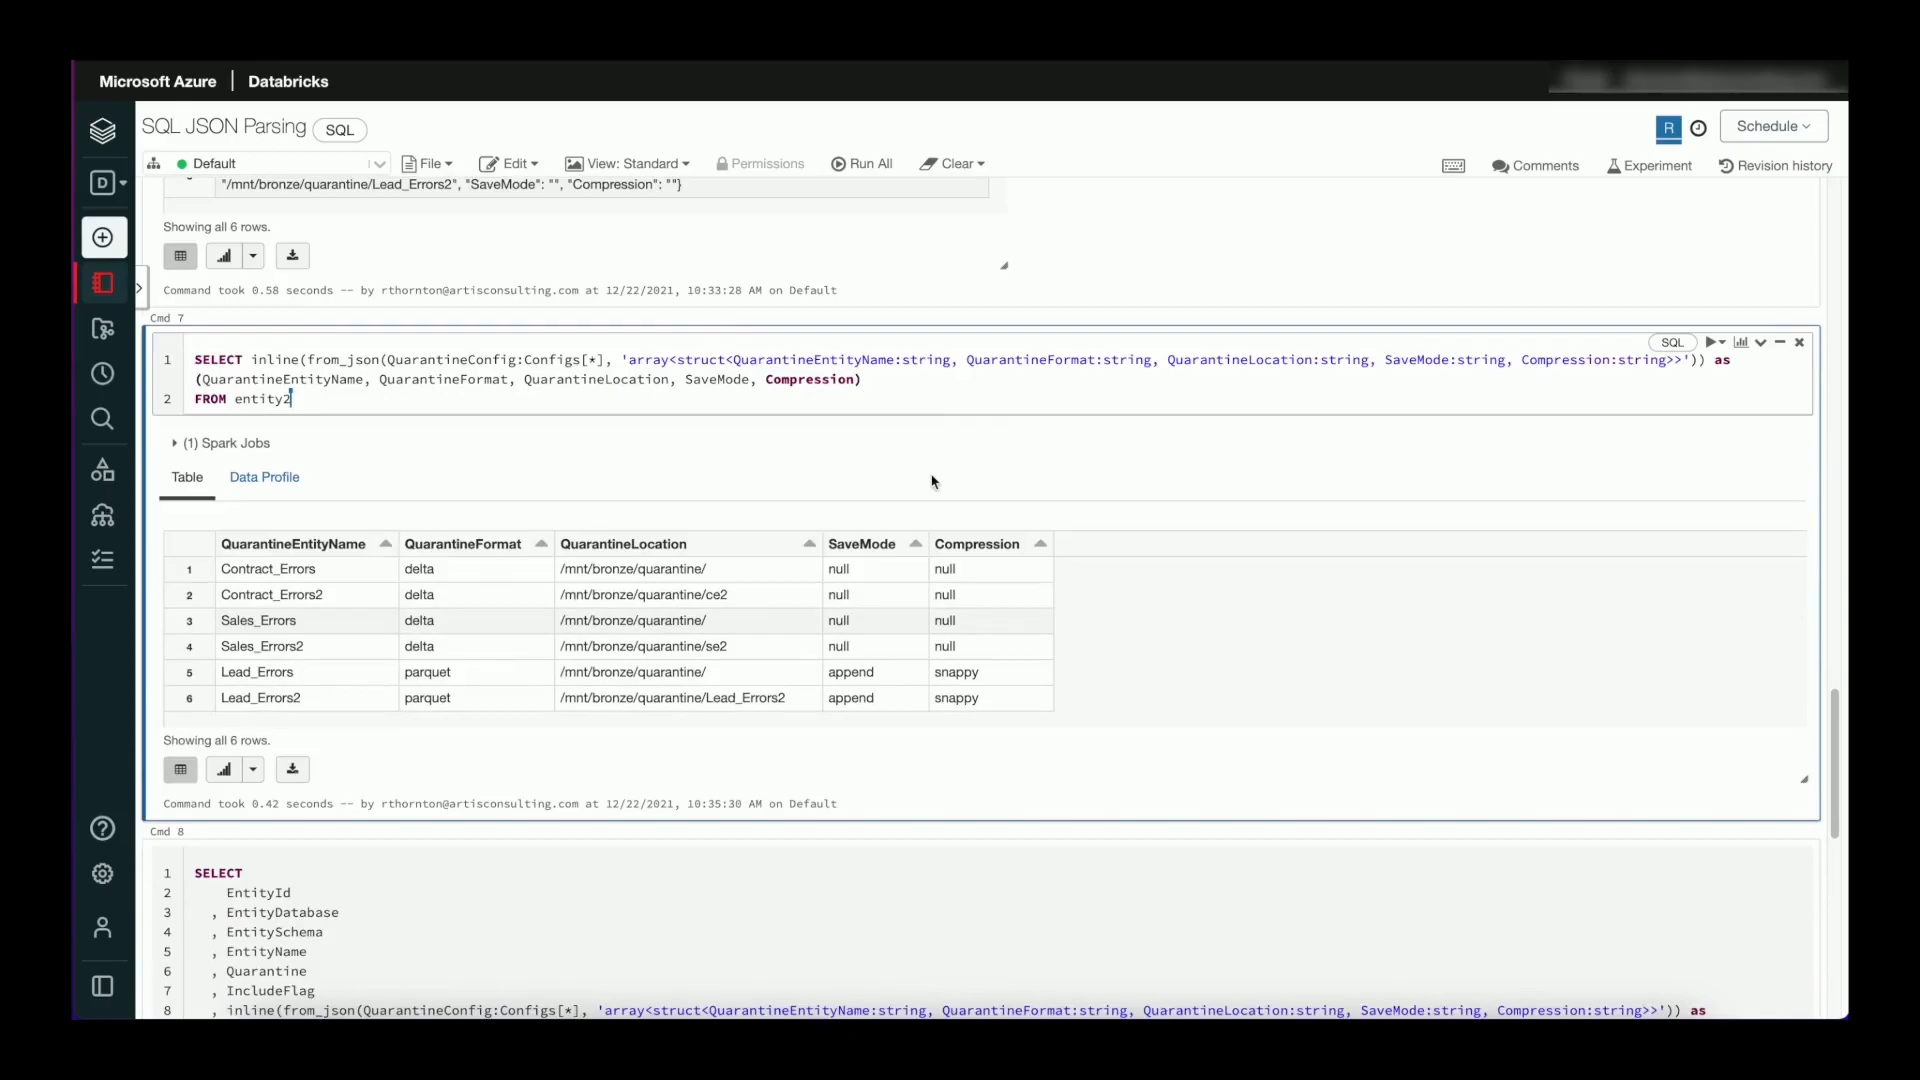 Microsoft Azure | Databricks
SQL JSON Parsing SQL
R Schedule
Default File Edit View: Standard Permissions Run All Clear Comments Experiment Revision history
D
"/mnt/bronze/quarantine/Lead_Errors2", "SaveMode": "", "Compression": ""}
Showing all 6 rows.
Command took 0.58 seconds -- by rthornton@artisconsulting.com at 12/22/2021, 10:33:28 AM on Default
Cmd 7
SQL
1 SELECT inline(from_json(QuarantineConfig:Configs[*], 'array<struct<QuarantineEntityName:string, QuarantineFormat:string, QuarantineLocation:string, SaveMode:string, Compression:string>>')) as
(QuarantineEntityName, QuarantineFormat, QuarantineLocation, SaveMode, Compression)
2 FROM entity2
(1) Spark Jobs
Table Data Profile
QuarantineEntityName QuarantineFormat QuarantineLocation SaveMode Compression
1 Contract_Errors delta /mnt/bronze/quarantine/ null null
2 Contract_Errors2 delta /mnt/bronze/quarantine/ce2 null null
3 Sales_Errors delta /mnt/bronze/quarantine/ null null
4 Sales_Errors2 delta /mnt/bronze/quarantine/se2 null null
5 Lead_Errors parquet /mnt/bronze/quarantine/ append snappy
6 Lead_Errors2 parquet /mnt/bronze/quarantine/Lead_Errors2 append snappy
Showing all 6 rows.
Command took 0.42 seconds -- by rthornton@artisconsulting.com at 12/22/2021, 10:35:30 AM on Default
Cmd 8
1 SELECT
2 EntityId
3 , EntityDatabase
4 , EntitySchema
5 , EntityName
6 , Quarantine
7 , IncludeFlag
8 , inline(from_json(QuarantineConfig:Configs[*], 'array<struct<QuarantineEntityName:string, QuarantineFormat:string, QuarantineLocation:string, SaveMode:string, Compression:string>>')) as